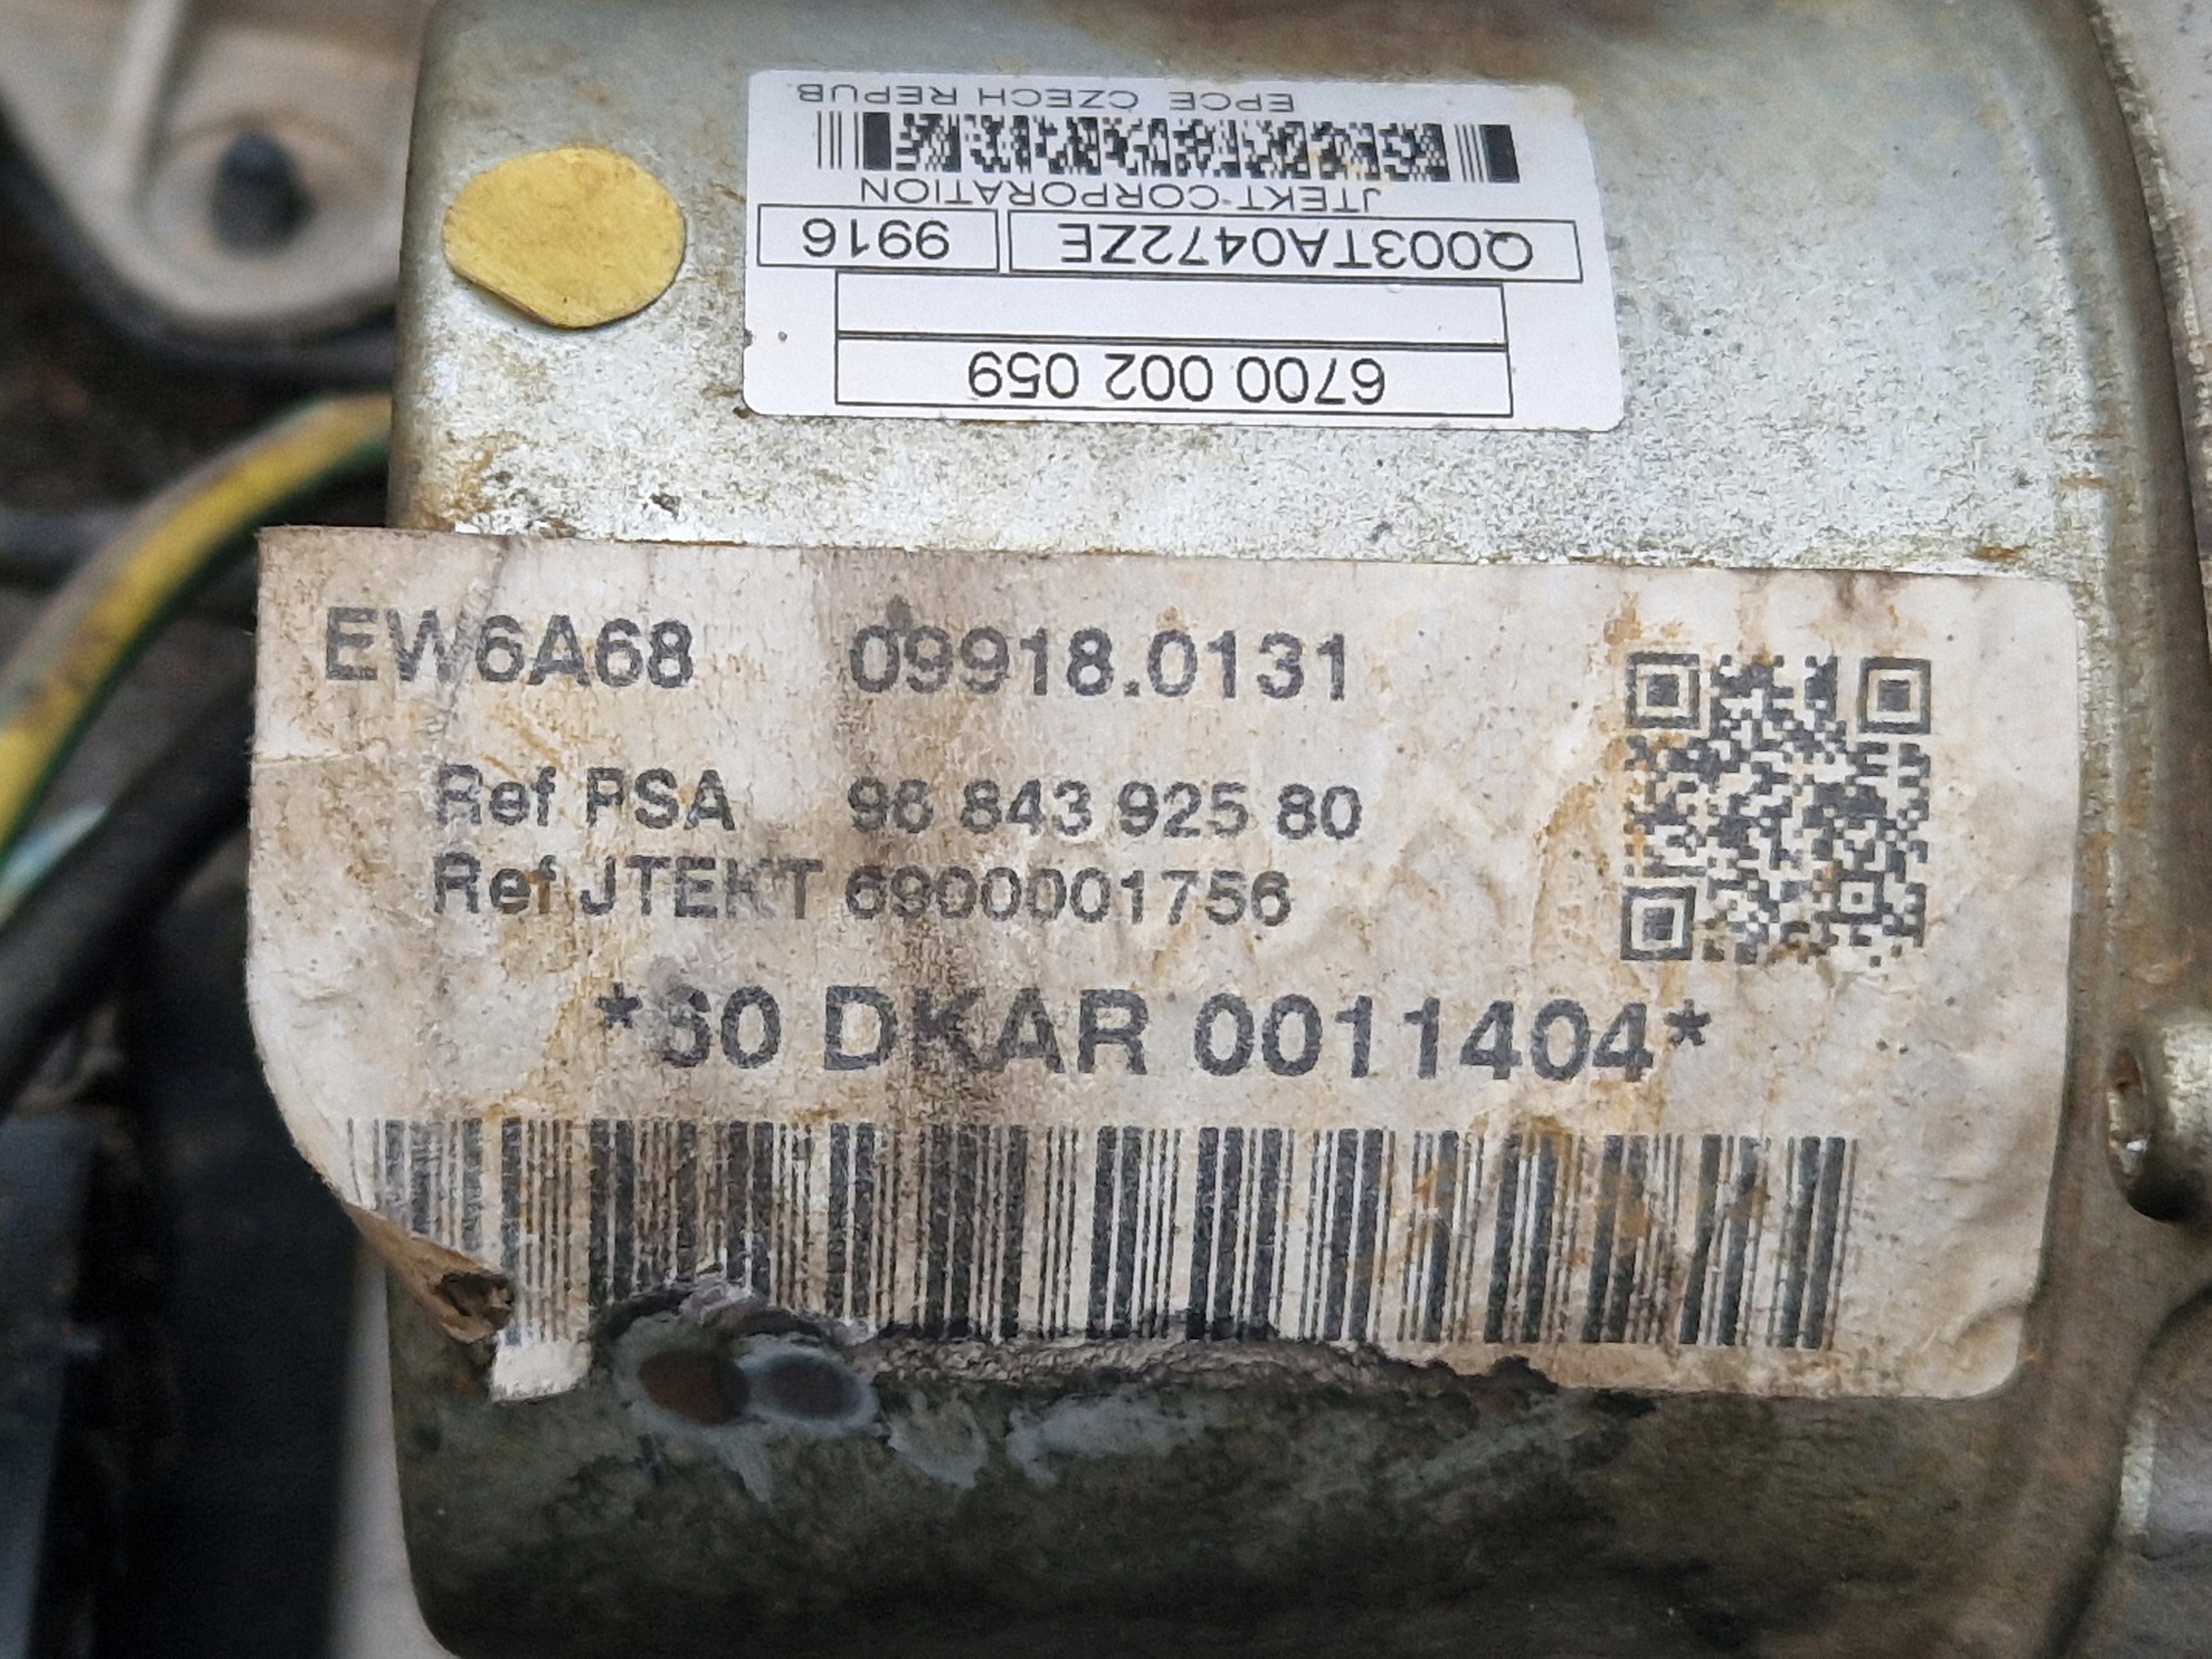 EPCE CZECH REPUB
JTEKT CORPORATION
Q003TA0472ZE 9916
6700 002 059
EW6A68 09918.0131
Ref PSA 96 843 925 80
Ref JTEKT 6900001756
*60 DKAR 0011404*